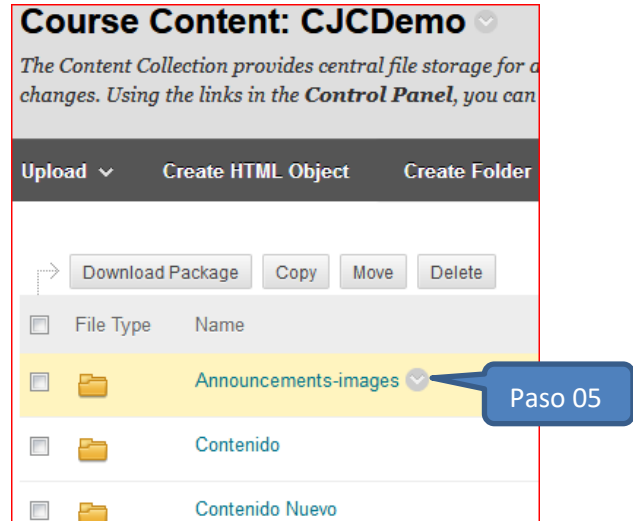 Course Content: CJCDemo
The Content Collection provides central file storage for
changes. Using the links in the Control Panel, you can
Upload Create HTML Object Create Folder
Download Package Copy Move Delete
File Type Name
Announcements-images
Paso 05
Contenido
Contenido Nuevo